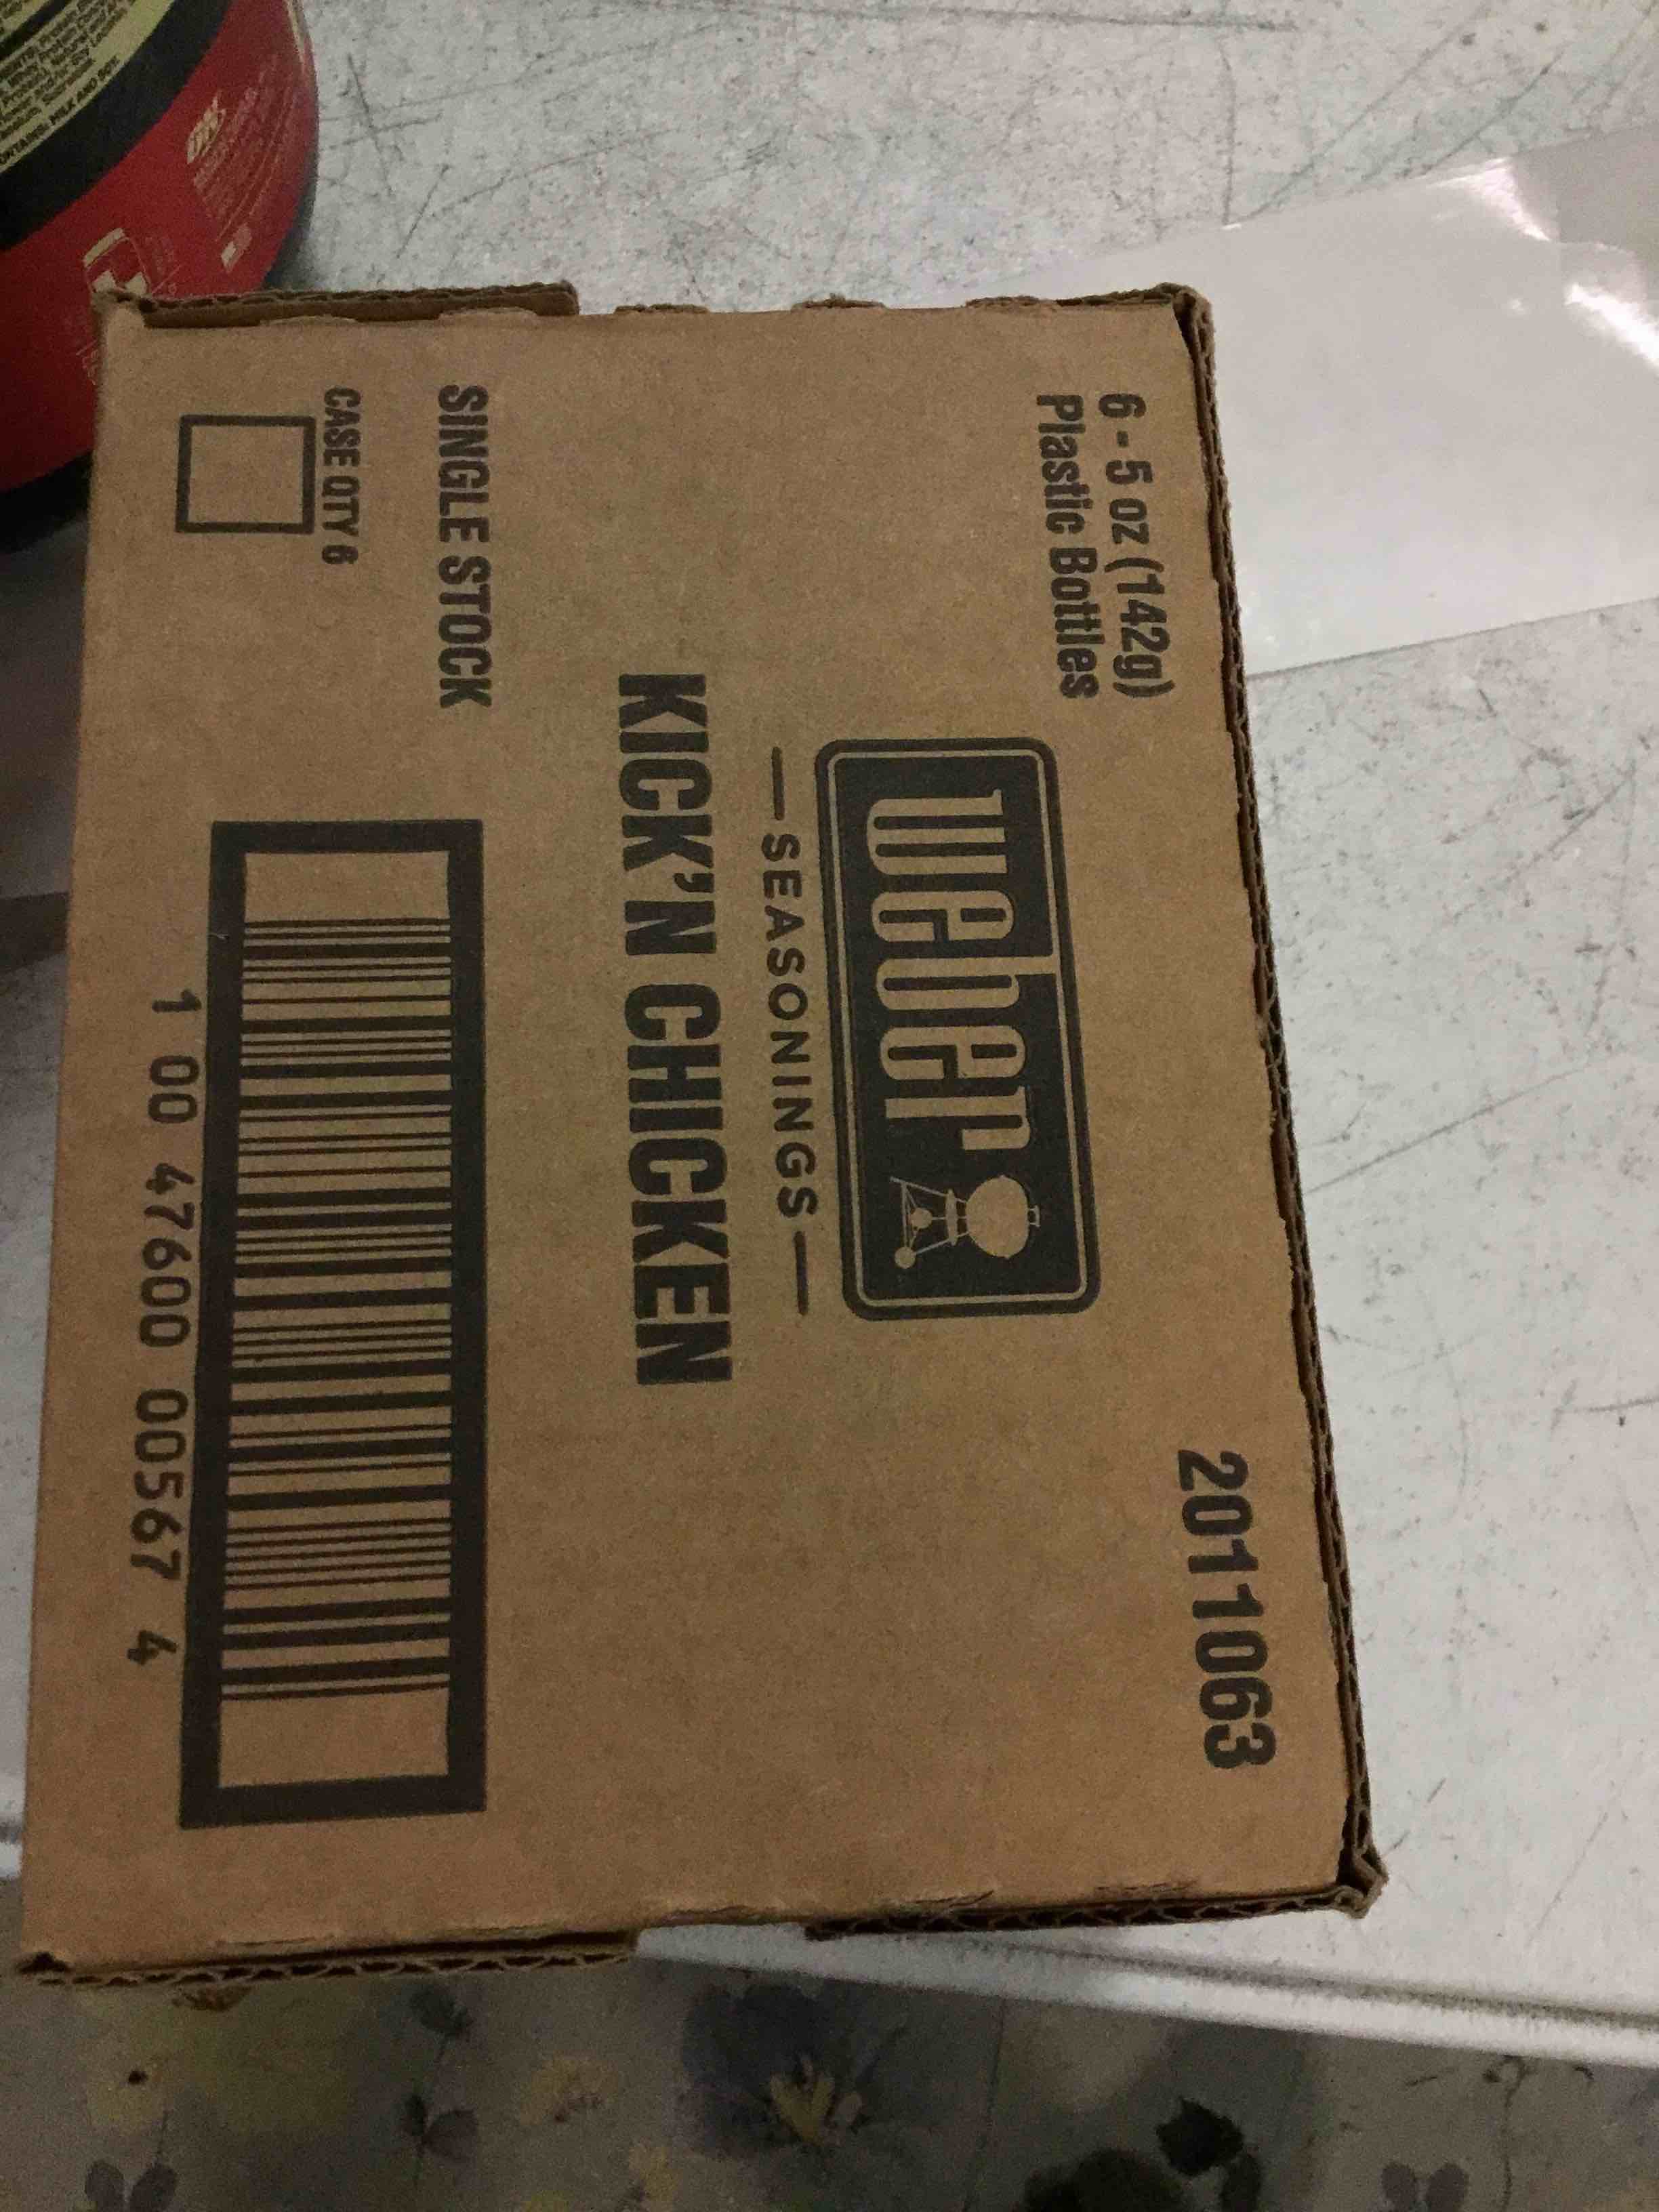 6 - 5 oz (142g)
Plastic Bottles
2011063
weber
SEASONINGS
KICK'N CHICKEN
SINGLE STOCK
CASE QTY 6
1 00 47600 00567 4